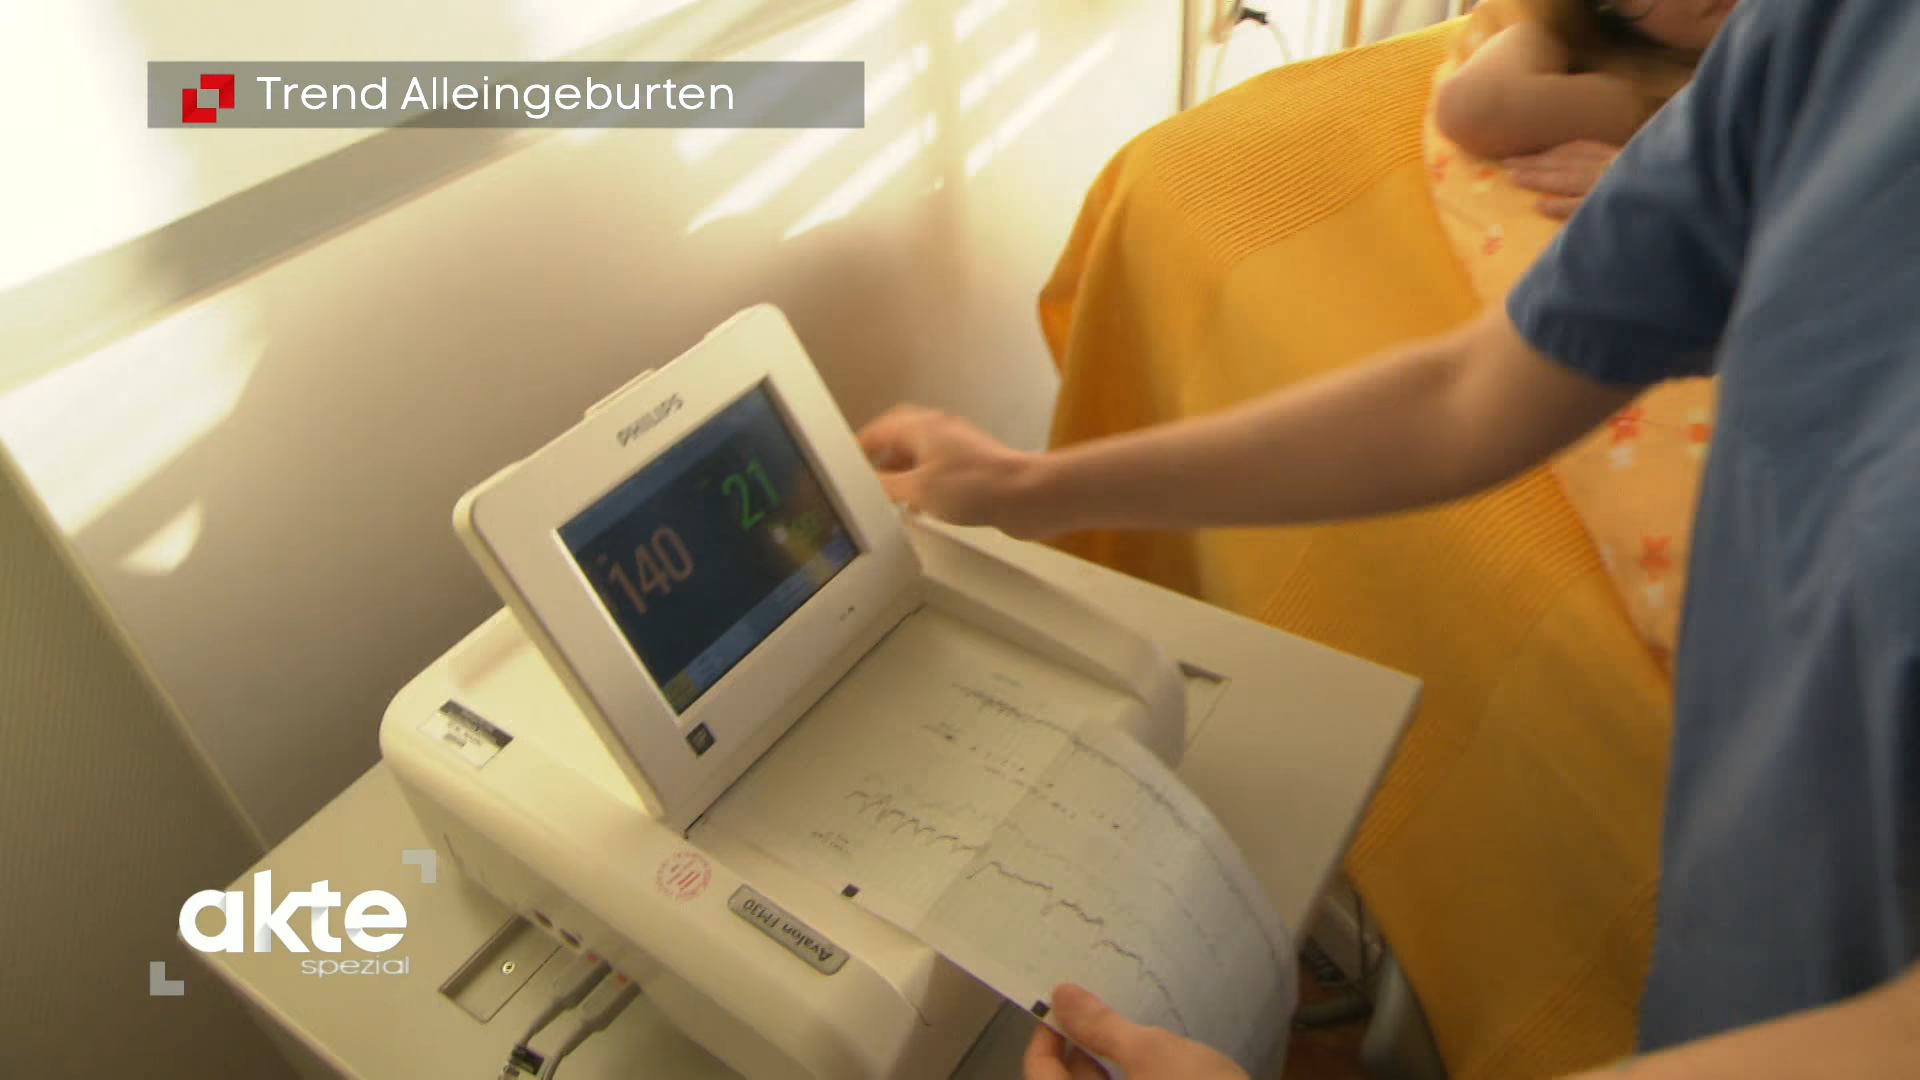 Trend Alleingeburten
PHILIPS
21
140
Avalon FM30
akte
spezial